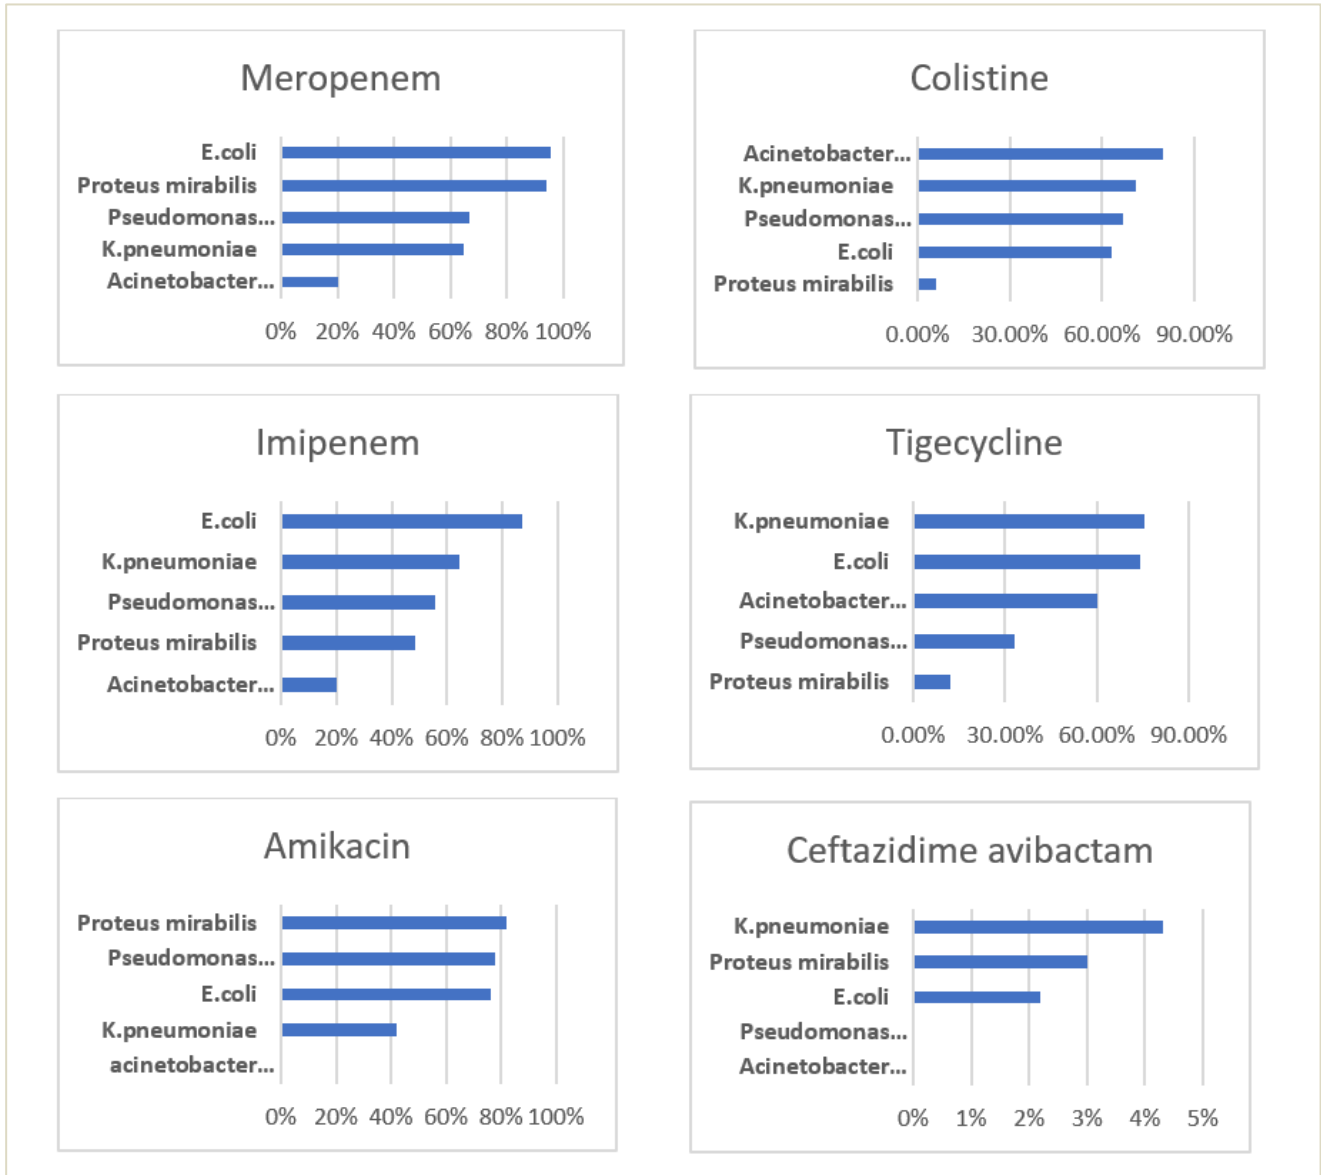 Meropenem
E.coli
Proteus mirabilis
Pseudomonas...
K.pneumoniae
Acinetobacter...
0% 20% 40% 60% 80% 100%
Colistine
Acinetobacter...
K.pneumoniae
Pseudomonas...
E.coli
Proteus mirabilis
0.00% 30.00% 60.00% 90.00%
Imipenem
E.coli
K.pneumoniae
Pseudomonas...
Proteus mirabilis
Acinetobacter...
0% 20% 40% 60% 80% 100%
Tigecycline
K.pneumoniae
E.coli
Acinetobacter...
Pseudomonas...
Proteus mirabilis
0.00% 30.00% 60.00% 90.00%
Amikacin
Proteus mirabilis
Pseudomonas...
E.coli
K.pneumoniae
acinetobacter...
0% 20% 40% 60% 80% 100%
Ceftazidime avibactam
K.pneumoniae
Proteus mirabilis
E.coli
Pseudomonas...
Acinetobacter...
0% 1% 2% 3% 4% 5%